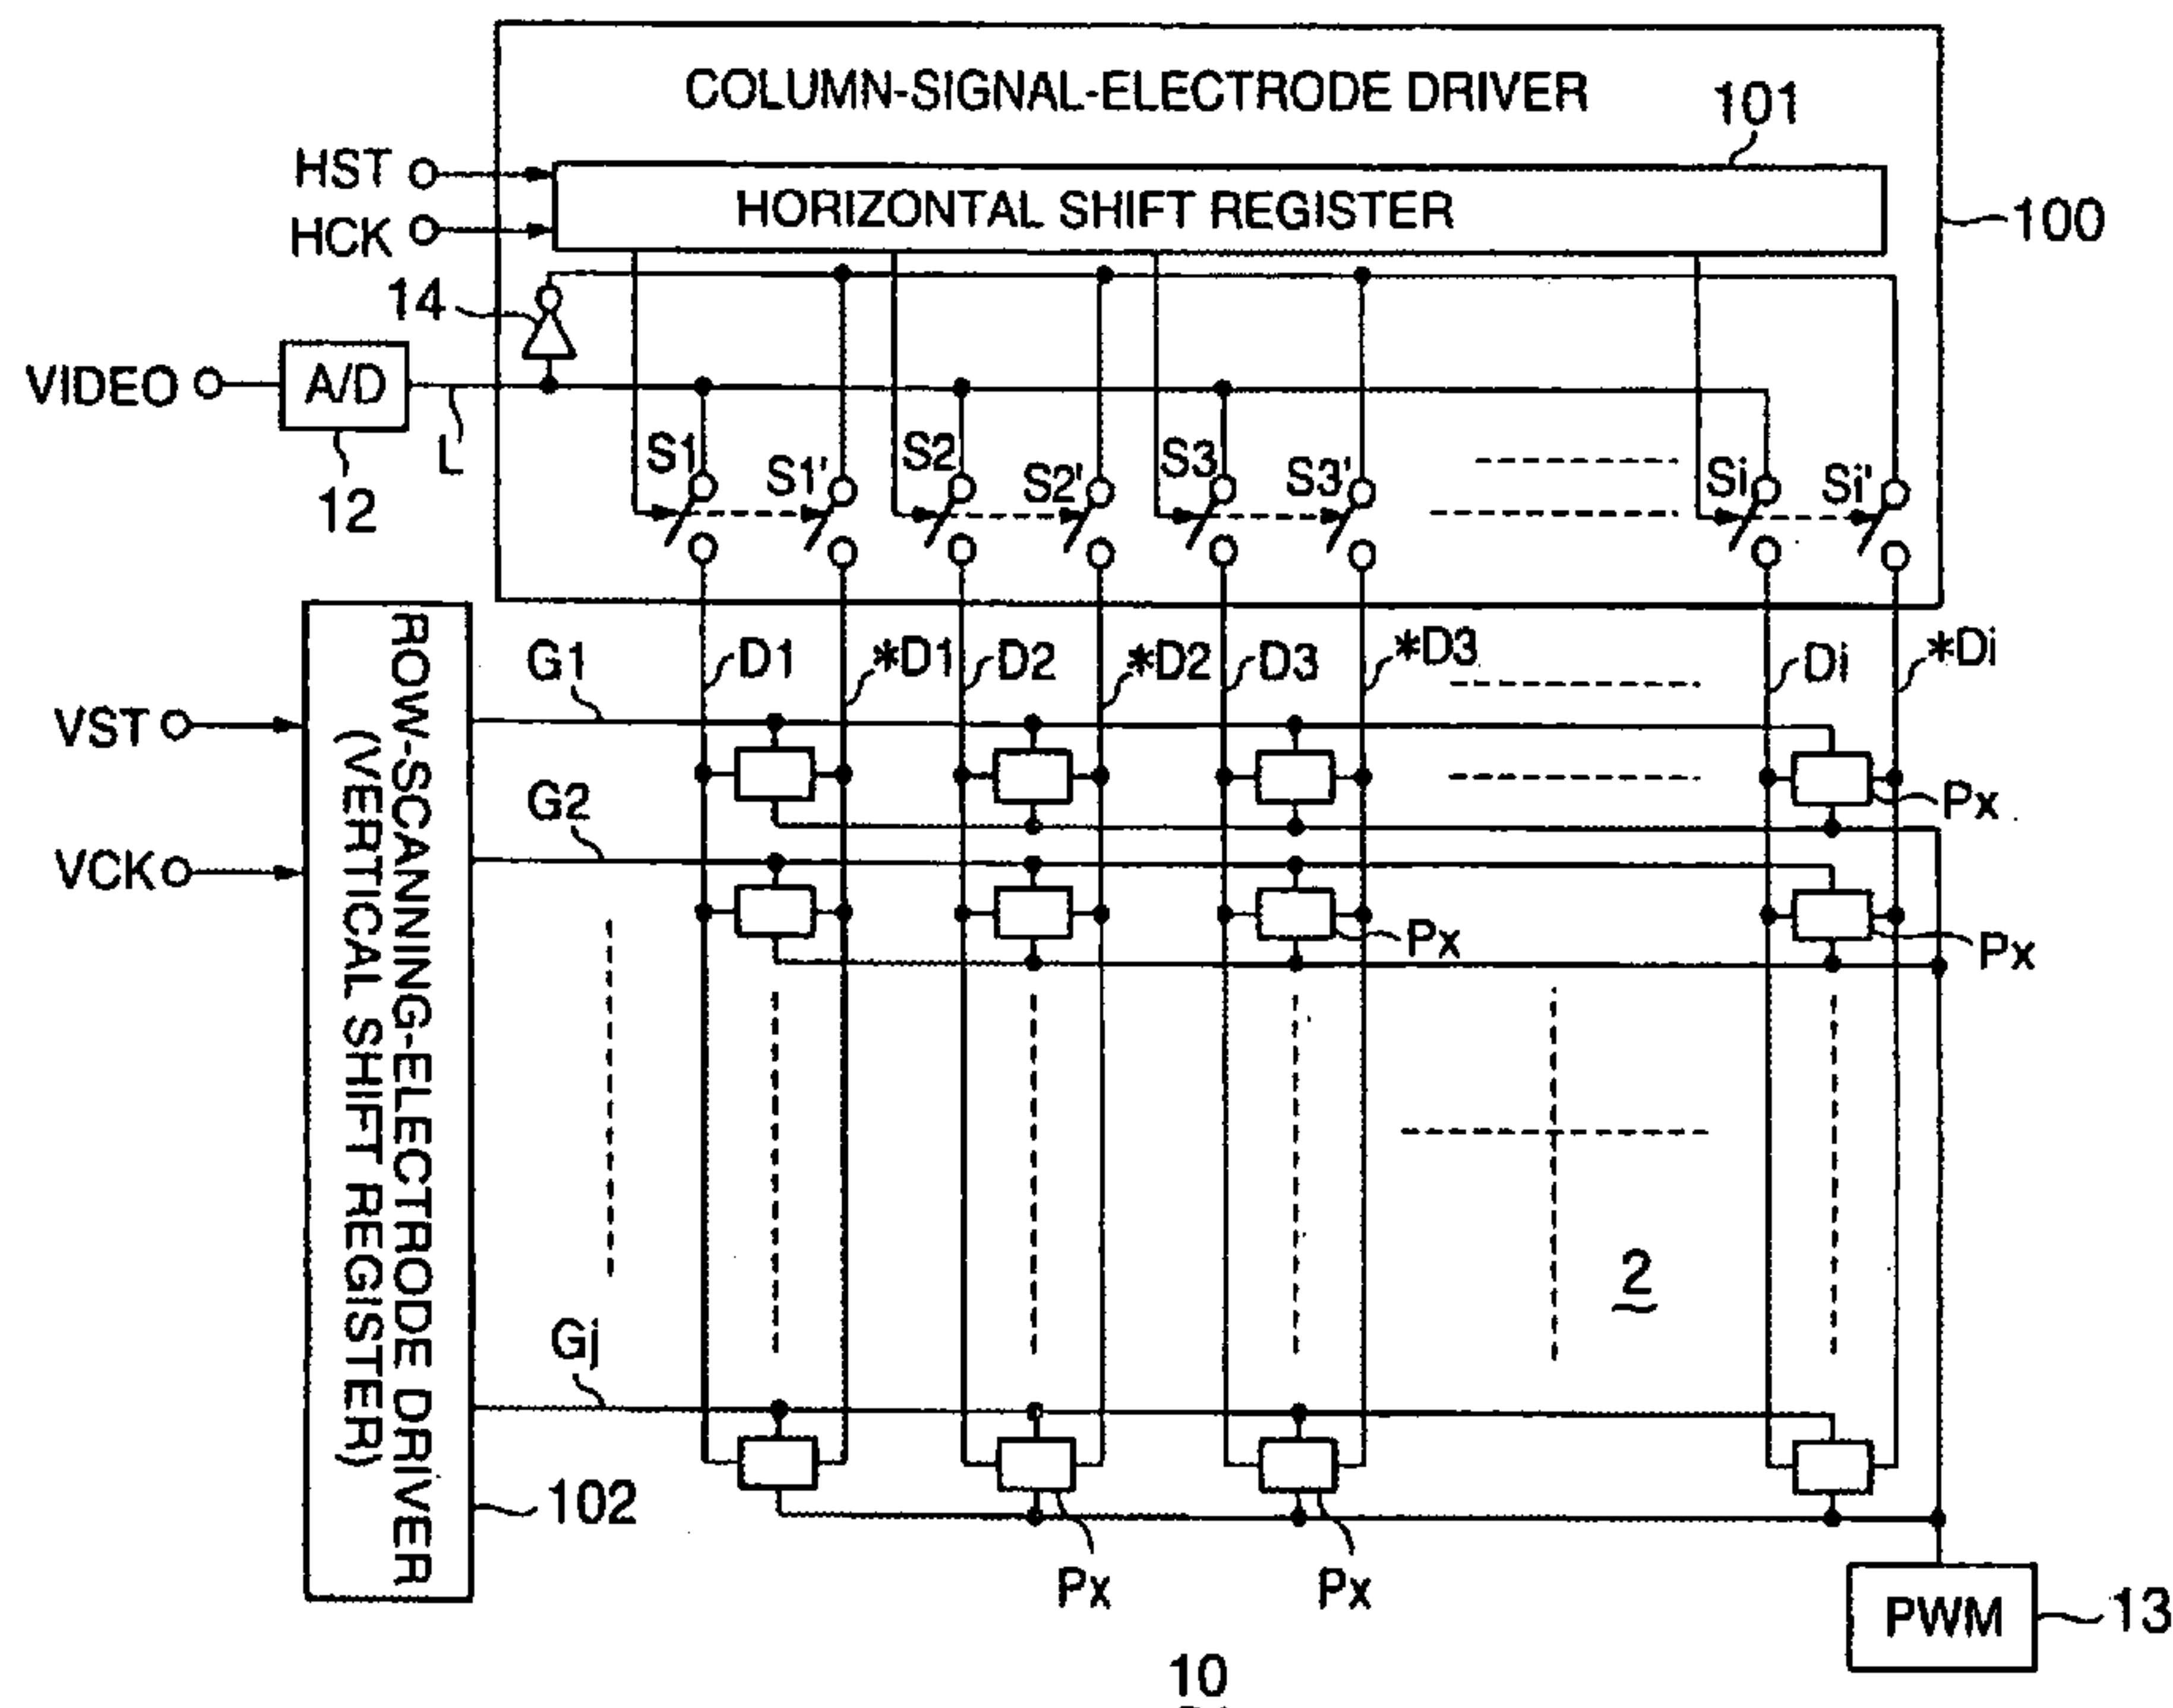 COLUMN-SIGNAL-ELECTRODE DRIVER
101
HST
HORIZONTAL SHIFT REGISTER
HCK
100
14
VIDEO
A/D
L
12
S1
S1'
S2
S2'
S3
S3'
Si
Si'
ROW-SCANNING-ELECTRODE DRIVER
(VERTICAL SHIFT REGISTER)
G1
D1
*D1
D2
*D2
D3
*D3
Di
*Di
VST
G2
Px
VCK
Px
Px
2
Gj
102
Px
Px
PWM
13
10